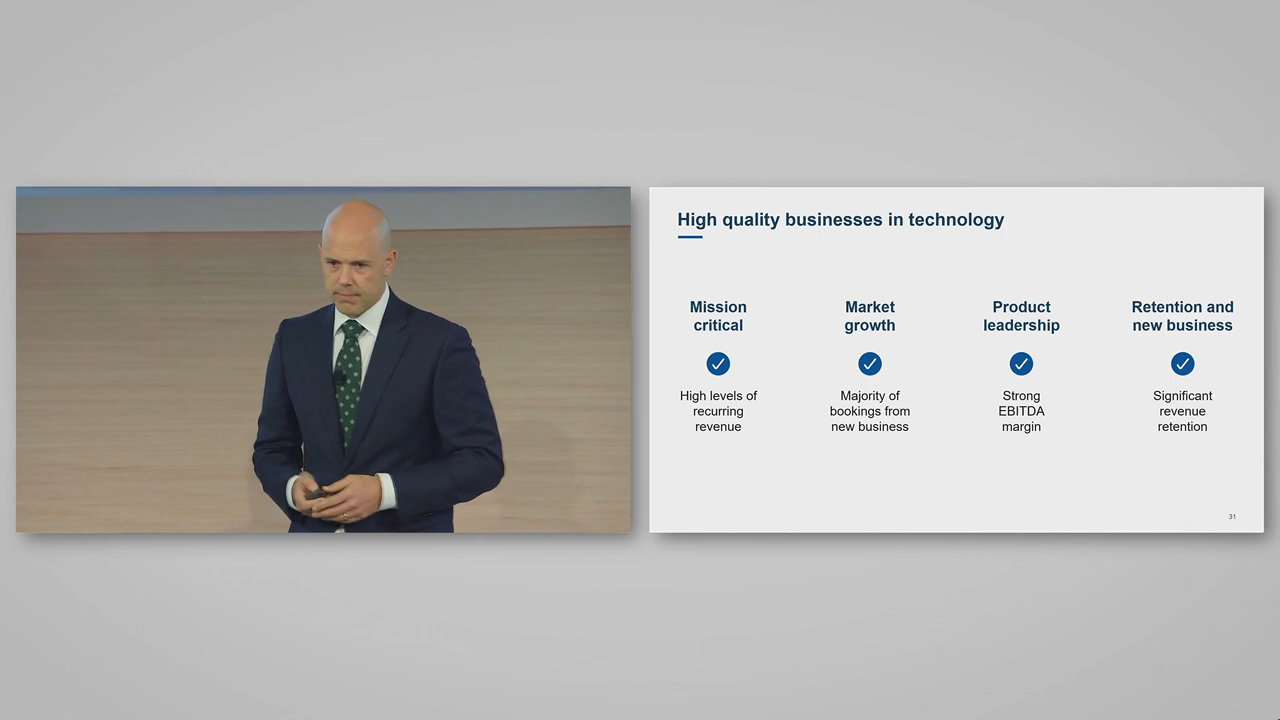 High quality businesses in technology
Mission
critical
High levels of
recurring
revenue
Market
growth
Majority of
bookings from
new business
Product
leadership
Strong
EBITDA
margin
Retention and
new business
Significant
revenue
retention
31